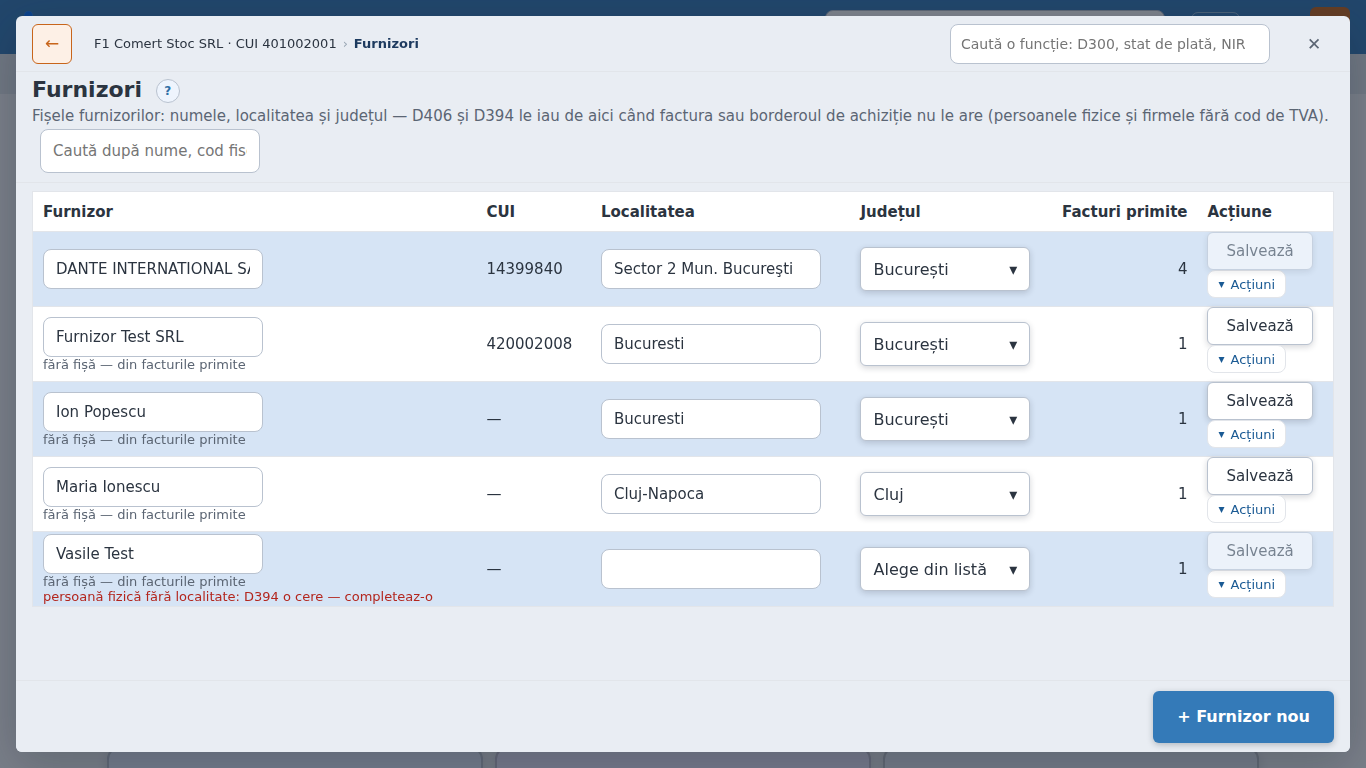 ← F1 Comert Stoc SRL · CUI 401002001 › Furnizori Caută o funcție: D300, stat de plată, NIR ✕
Furnizori ?
Fișele furnizorilor: numele, localitatea și județul — D406 și D394 le iau de aici când factura sau borderoul de achiziție nu le are (persoanele fizice și firmele fără cod de TVA).
Caută după nume, cod fis
Furnizor CUI Localitatea Județul Facturi primite Acțiune
DANTE INTERNATIONAL SA 14399840 Sector 2 Mun. Bucureşti București ▼ 4 Salvează
▾ Acțiuni
Furnizor Test SRL 420002008 Bucuresti București ▼ 1 Salvează
fără fișă — din facturile primite ▾ Acțiuni
Ion Popescu — Bucuresti București ▼ 1 Salvează
fără fișă — din facturile primite ▾ Acțiuni
Maria Ionescu — Cluj-Napoca Cluj ▼ 1 Salvează
fără fișă — din facturile primite ▾ Acțiuni
Vasile Test — Alege din listă ▼ 1 Salvează
fără fișă — din facturile primite ▾ Acțiuni
persoană fizică fără localitate: D394 o cere — completeaz-o
+ Furnizor nou